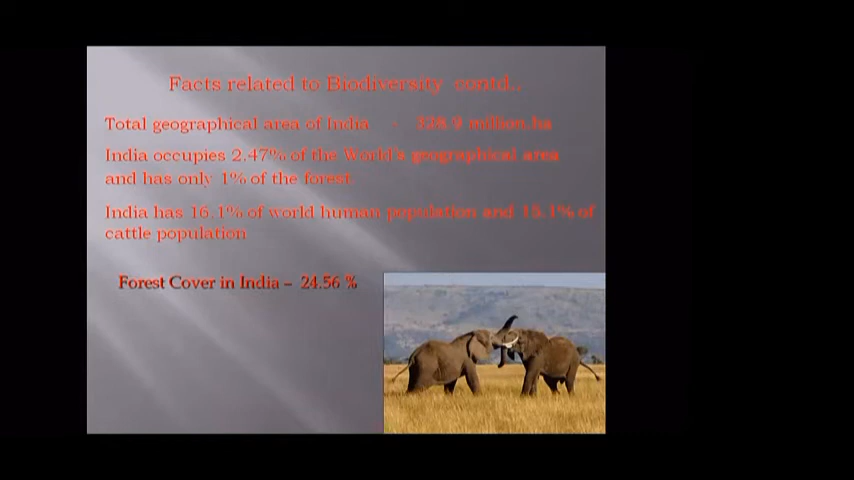 Facts related to Biodiversity contd..
Total geographical area of India - 328.9 million.ha
India occupies 2.47% of the World's geographical area
and has only 1% of the forest.
India has 16.1% of world human population and 15.1% of
cattle population
Forest Cover in India – 24.56 %